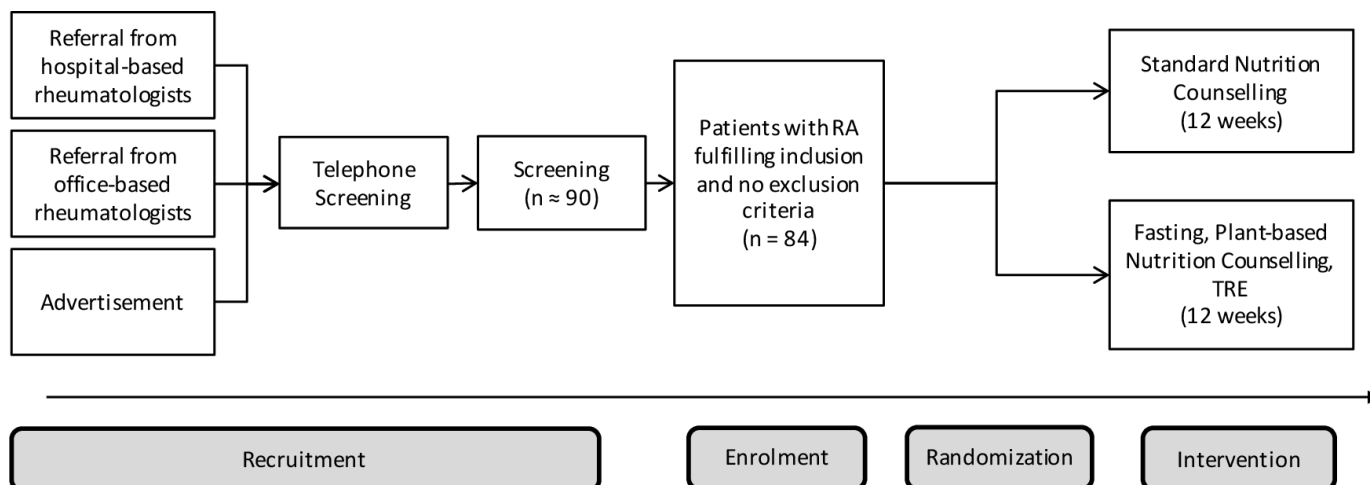 Referral from
hospital-based
rheumatologists
Referral from
office-based
rheumatologists
Advertisement
Telephone
Screening
Screening
(n ≈ 90)
Patients with RA
fulfilling inclusion
and no exclusion
criteria
(n = 84)
Standard Nutrition
Counselling
(12 weeks)
Fasting, Plant-based
Nutrition Counselling,
TRE
(12 weeks)
Recruitment
Enrolment
Randomization
Intervention